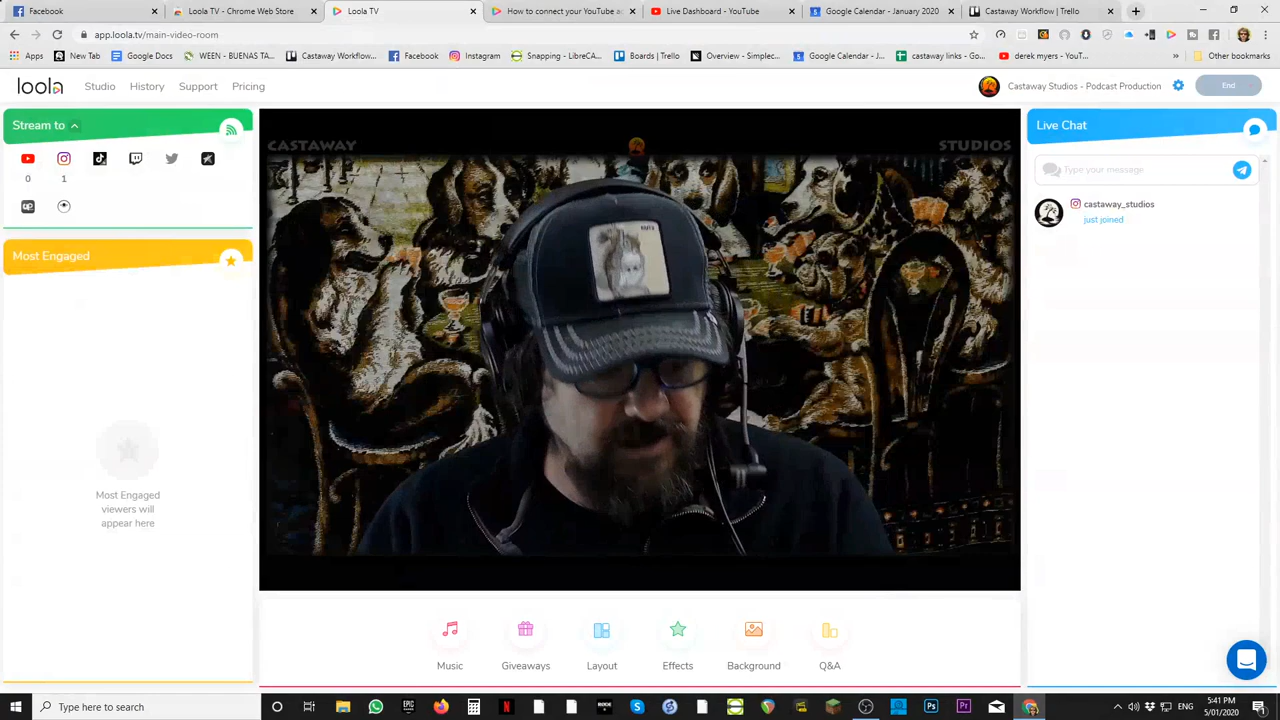 Facebook
Loola TV - Chrome Web Store
Loola TV
How to connect your YouTube ac
Live Dashboard - YouTube
Google Calendar - January 2020
Castaway Workflow | Trello
app.loola.tv/main-video-room
Apps
New Tab
Google Docs
WEEN - BUENAS TA...
Castaway Workflow...
Facebook
Instagram
Snapping - LibreCA...
Boards | Trello
Overview - Simplec...
Google Calendar - J...
castaway links - Go...
derek myers - YouT...
Other bookmarks
loola
Studio
History
Support
Pricing
Castaway Studios - Podcast Production
End
Stream to
0
1
Most Engaged
Most Engaged
viewers will
appear here
CASTAWAY
STUDIOS
Music
Giveaways
Layout
Effects
Background
Q&A
Live Chat
Type your message
castaway_studios
just joined
Type here to search
ENG
5:41 PM
5/01/2020